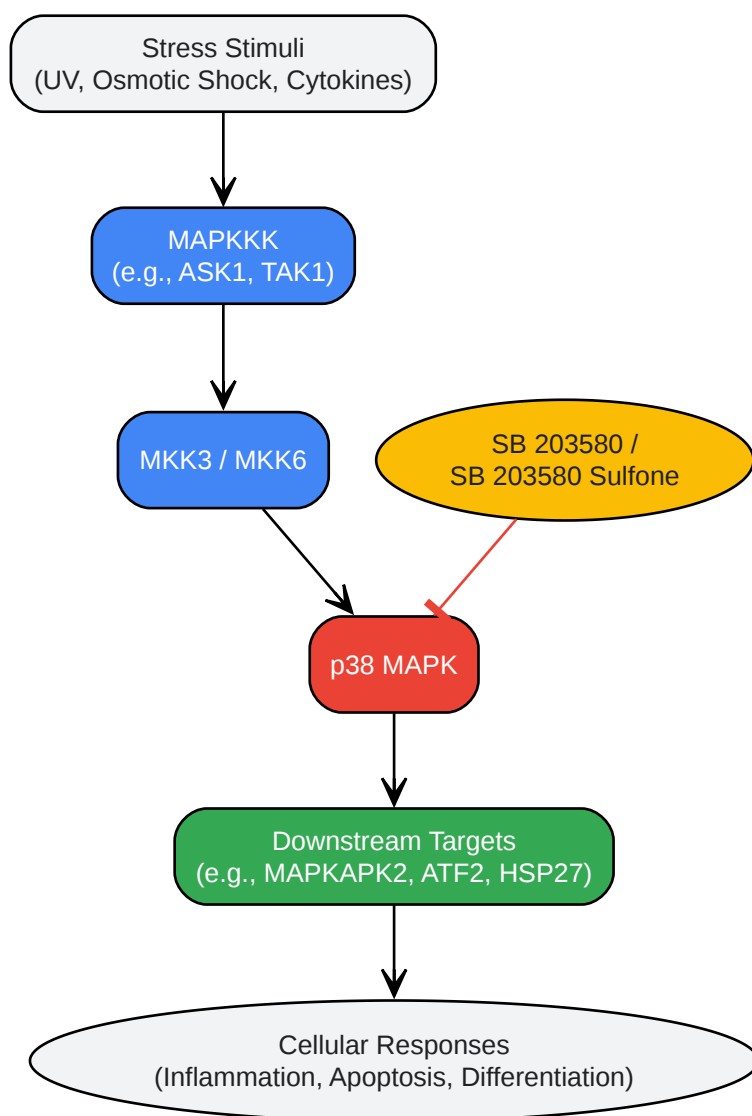 Stress Stimuli
(UV, Osmotic Shock, Cytokines)
MAPKKK
(e.g., ASK1, TAK1)
MKK3 / MKK6
SB 203580 /
SB 203580 Sulfone
p38 MAPK
Downstream Targets
(e.g., MAPKAPK2, ATF2, HSP27)
Cellular Responses
(Inflammation, Apoptosis, Differentiation)